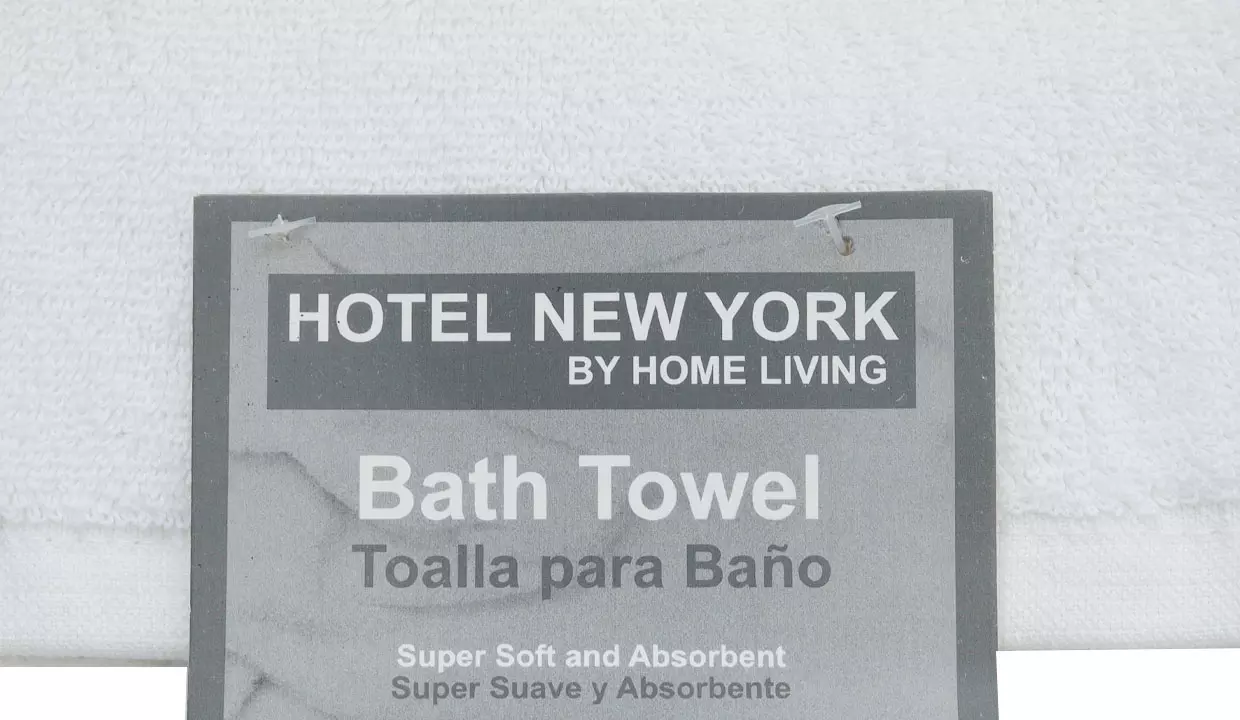 HOTEL NEW YORK
BY HOME LIVING
Bath Towel
Toalla para Baño
Super Soft and Absorbent
Super Suave y Absorbente